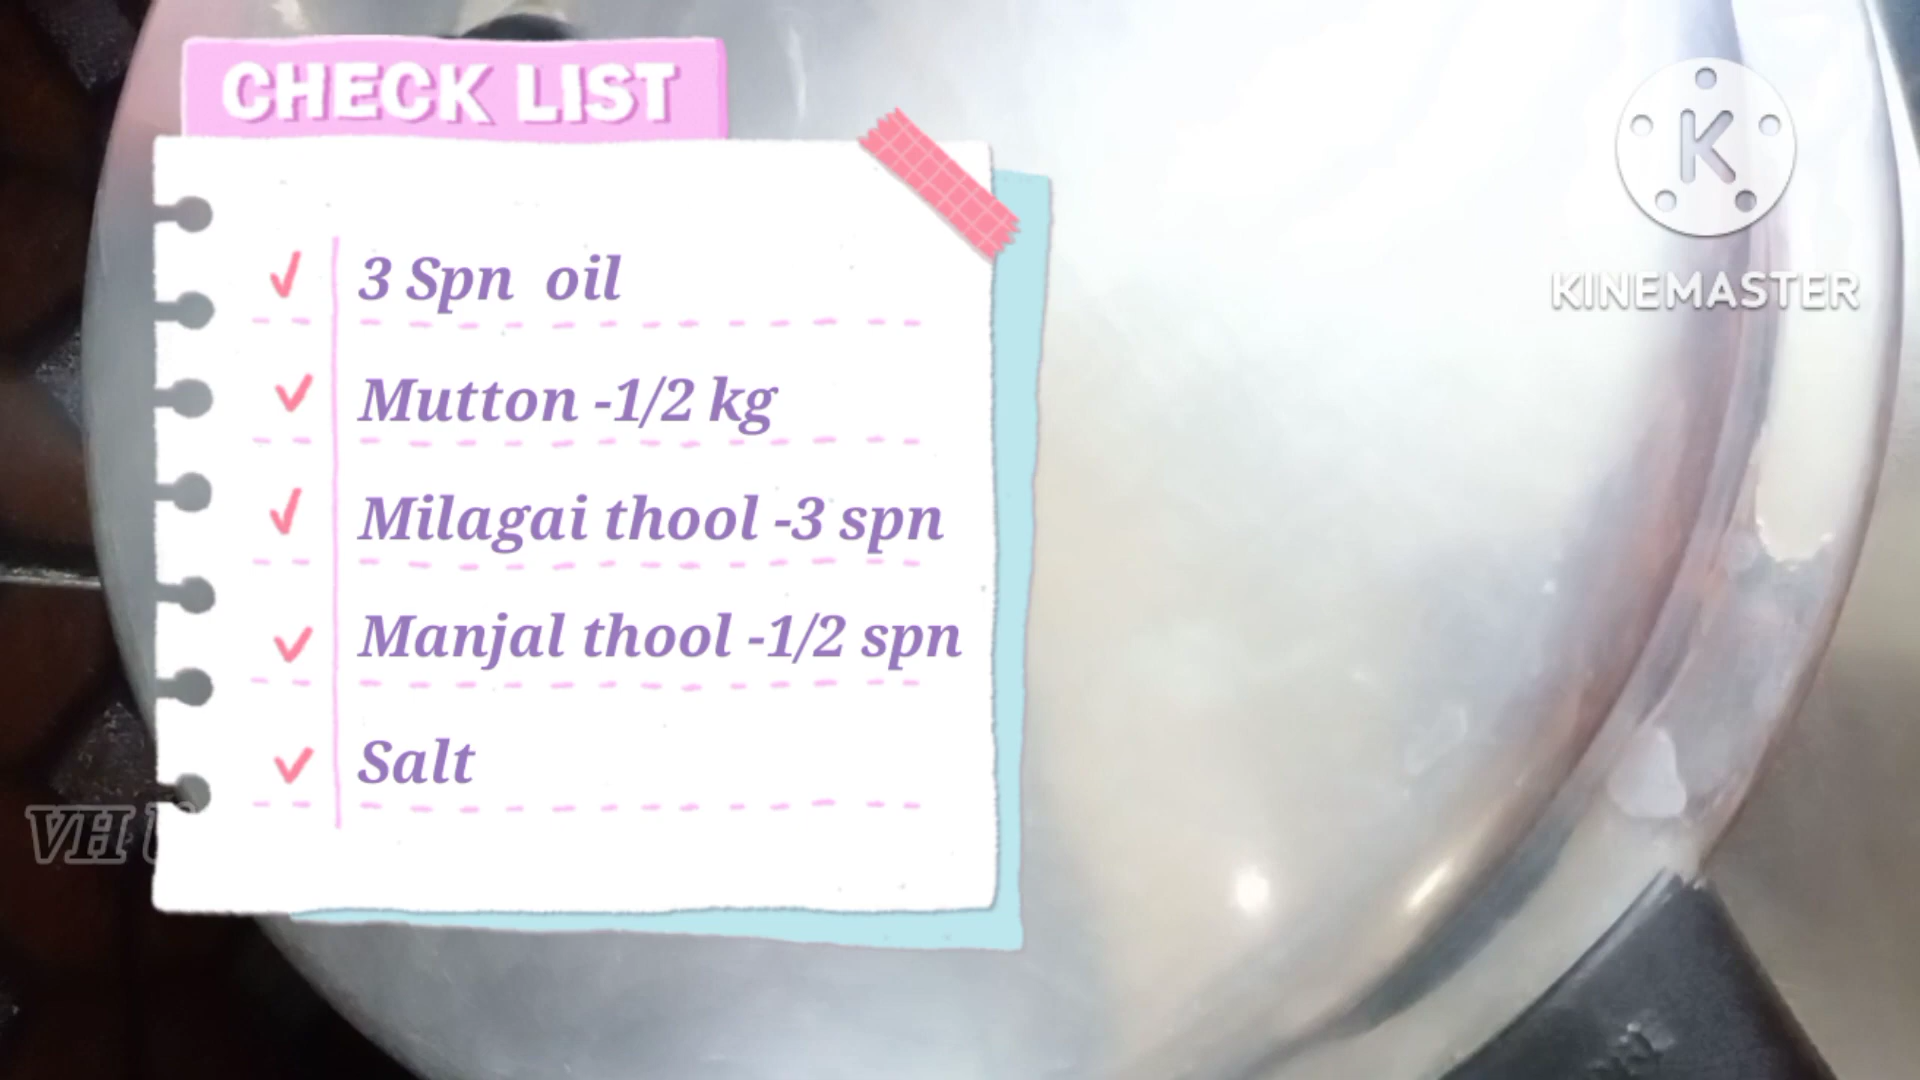 CHECK LIST
3 Spn oil
Mutton -1/2 kg
Milagai thool -3 spn
Manjal thool -1/2 spn
Salt
K
KINEMASTER
VH